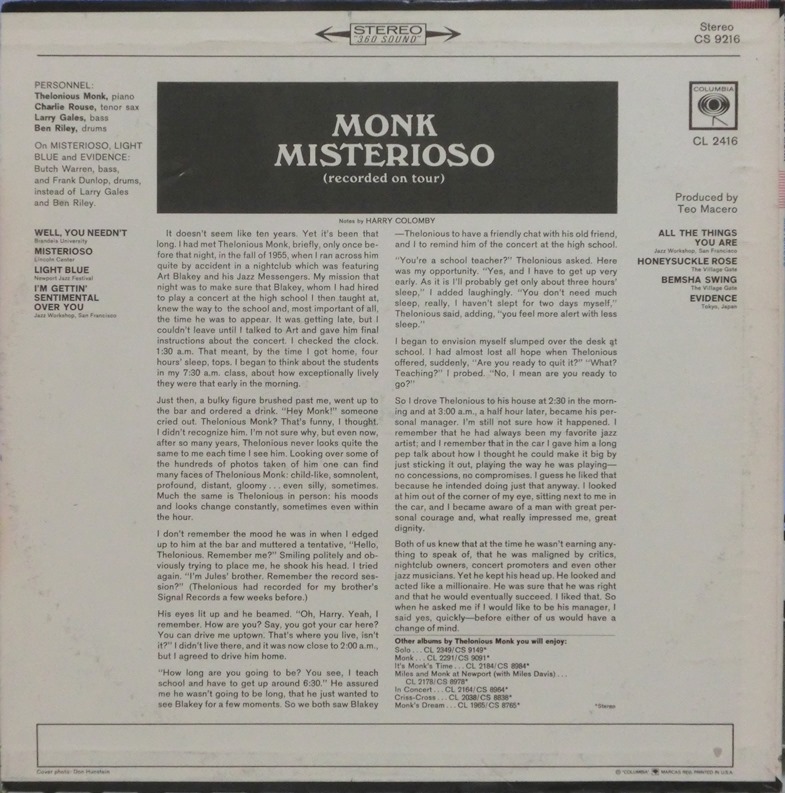 STEREO
"360 SOUND"
Stereo
CS 9216
PERSONNEL:
Thelonious Monk, piano
Charlie Rouse, tenor sax
Larry Gales, bass
Ben Riley, drums
On MISTERIOSO, LIGHT
BLUE and EVIDENCE:
Butch Warren, bass,
and Frank Dunlop, drums,
instead of Larry Gales
and Ben Riley.
WELL, YOU NEEDN'T
Brandeis University
MISTERIOSO
Lincoln Center
LIGHT BLUE
Newport Jazz Festival
I'M GETTIN'
SENTIMENTAL
OVER YOU
Jazz Workshop, San Francisco
MONK
MISTERIOSO
(recorded on tour)
COLUMBIA
CL 2416
Produced by
Teo Macero
ALL THE THINGS
YOU ARE
Jazz Workshop, San Francisco
HONEYSUCKLE ROSE
The Village Gate
BEMSHA SWING
The Village Gate
EVIDENCE
Tokyo, Japan
Notes by HARRY COLOMBY
It doesn't seem like ten years. Yet it's been that
long. I had met Thelonious Monk, briefly, only once be-
fore that night, in the fall of 1955, when I ran across him
quite by accident in a nightclub which was featuring
Art Blakey and his Jazz Messengers. My mission that
night was to make sure that Blakey, whom I had hired
to play a concert at the high school I then taught at,
knew the way to the school and, most important of all,
the time he was to appear. It was getting late, but I
couldn't leave until I talked to Art and gave him final
instructions about the concert. I checked the clock.
1:30 a.m. That meant, by the time I got home, four
hours' sleep, tops. I began to think about the students
in my 7:30 a.m. class, about how exceptionally lively
they were that early in the morning.
Just then, a bulky figure brushed past me, went up to
the bar and ordered a drink. "Hey Monk!" someone
cried out. Thelonious Monk? That's funny, I thought.
I didn't recognize him. I'm not sure why, but even now,
after so many years, Thelonious never looks quite the
same to me each time I see him. Looking over some of
the hundreds of photos taken of him one can find
many faces of Thelonious Monk: child-like, somnolent,
profound, distant, gloomy . . . even silly, sometimes.
Much the same is Thelonious in person: his moods
and looks change constantly, sometimes even within
the hour.
I don't remember the mood he was in when I edged
up to him at the bar and muttered a tentative, "Hello,
Thelonious. Remember me?" Smiling politely and ob-
viously trying to place me, he shook his head. I tried
again. "I'm Jules' brother. Remember the record ses-
sion?" (Thelonious had recorded for my brother's
Signal Records a few weeks before.)
His eyes lit up and he beamed. "Oh, Harry. Yeah, I
remember. How are you? Say, you got your car here?
You can drive me uptown. That's where you live, isn't
it?" I didn't live there, and it was now close to 2:00 a.m.,
but I agreed to drive him home.
"How long are you going to be? You see, I teach
school and have to get up around 6:30." He assured
me he wasn't going to be long, that he just wanted to
see Blakey for a few moments. So we both saw Blakey
—Thelonious to have a friendly chat with his old friend,
and I to remind him of the concert at the high school.
"You're a school teacher?" Thelonious asked. Here
was my opportunity. "Yes, and I have to get up very
early. As it is I'll probably get only about three hours'
sleep," I added laughingly. "You don't need much
sleep, really. I haven't slept for two days myself,"
Thelonious said, adding, "you feel more alert with less
sleep."
I began to envision myself slumped over the desk at
school. I had almost lost all hope when Thelonious
offered, suddenly, "Are you ready to quit it?" "What?
Teaching?" I probed. "No, I mean are you ready to
go?"
So I drove Thelonious to his house at 2:30 in the morn-
ing and at 3:00 a.m., a half hour later, became his per-
sonal manager. I'm still not sure how it happened. I
remember that he had always been my favorite jazz
artist; and I remember that in the car I gave him a long
pep talk about how I thought he could make it big by
just sticking it out, playing the way he was playing—
no concessions, no compromises. I guess he liked that
because he intended doing just that anyway. I looked
at him out of the corner of my eye, sitting next to me in
the car, and I became aware of a man with great per-
sonal courage and, what really impressed me, great
dignity.
Both of us knew that at the time he wasn't earning any-
thing to speak of, that he was maligned by critics,
nightclub owners, concert promoters and even other
jazz musicians. Yet he kept his head up. He looked and
acted like a millionaire. He was sure that he was right
and that he would eventually succeed. I liked that. So
when he asked me if I would like to be his manager, I
said yes, quickly—before either of us would have a
change of mind.
Other albums by Thelonious Monk you will enjoy:
Solo . . . CL 2349/CS 9149*
Monk . . . CL 2291/CS 9091*
It's Monk's Time . . . CL 2184/CS 8984*
Miles and Monk at Newport (with Miles Davis) . . .
CL 2178/CS 8978*
In Concert . . . CL 2164/CS 8964*
Criss-Cross . . . CL 2038/CS 8838*
Monk's Dream . . . CL 1965/CS 8765*
*Stereo
Cover photo: Don Hunstein
© "COLUMBIA", MARCAS REG. PRINTED IN U.S.A.